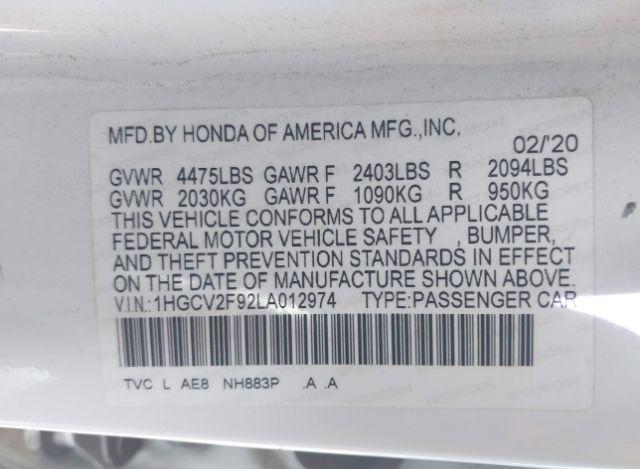 MFD.BY HONDA OF AMERICA MFG.,INC. 02/'20
GVWR 4475LBS GAWR F 2403LBS R 2094LBS
GVWR 2030KG GAWR F 1090KG R 950KG
THIS VEHICLE CONFORMS TO ALL APPLICABLE
FEDERAL MOTOR VEHICLE SAFETY , BUMPER,
AND THEFT PREVENTION STANDARDS IN EFFECT
ON THE DATE OF MANUFACTURE SHOWN ABOVE.
V.I.N.:1HGCV2F92LA012974 TYPE:PASSENGER CAR
TVC L AE8 NH883P .A .A